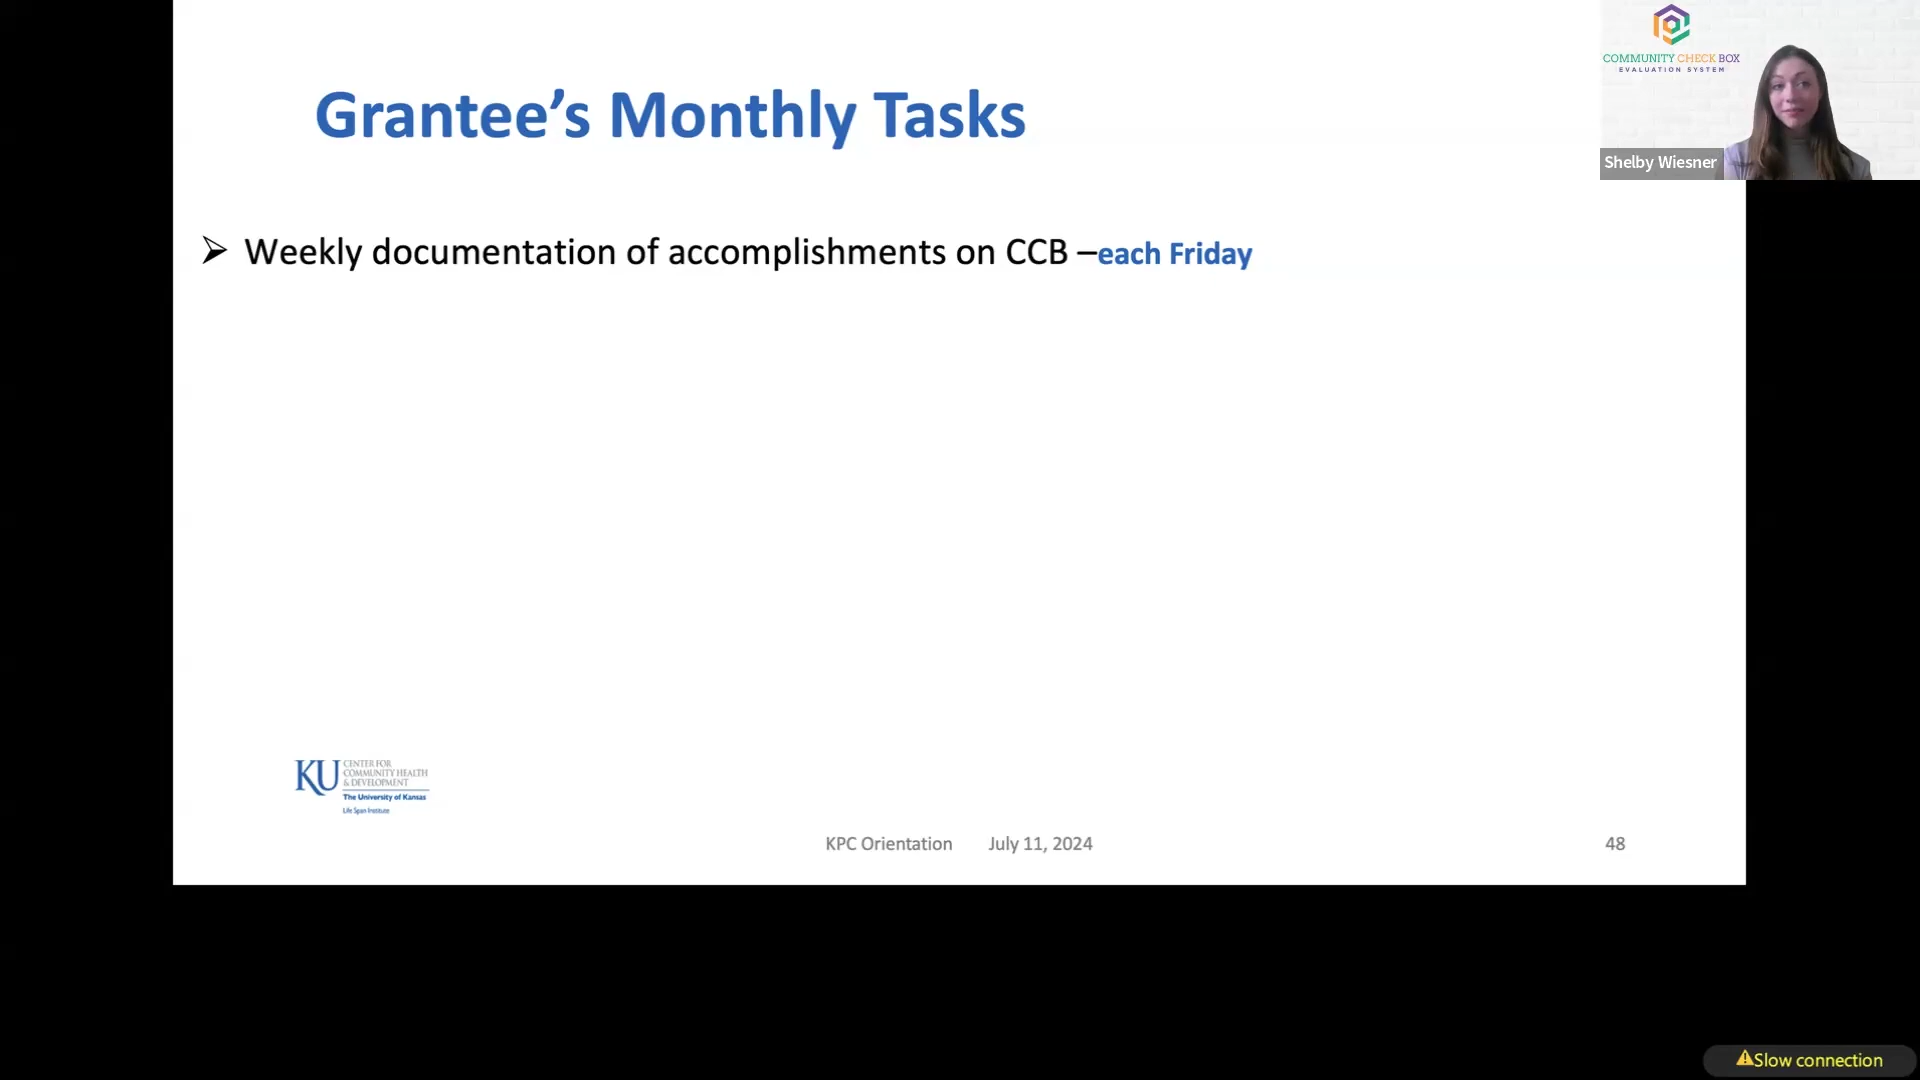 COMMUNITY CHECK BOX
EVALUATION SYSTEM
Shelby Wiesner
Grantee’s Monthly Tasks
➢ Weekly documentation of accomplishments on CCB –each Friday
KU
CENTER FOR
COMMUNITY HEALTH
& DEVELOPMENT
The University of Kansas
Life Span Institute
KPC Orientation July 11, 2024
48
Slow connection